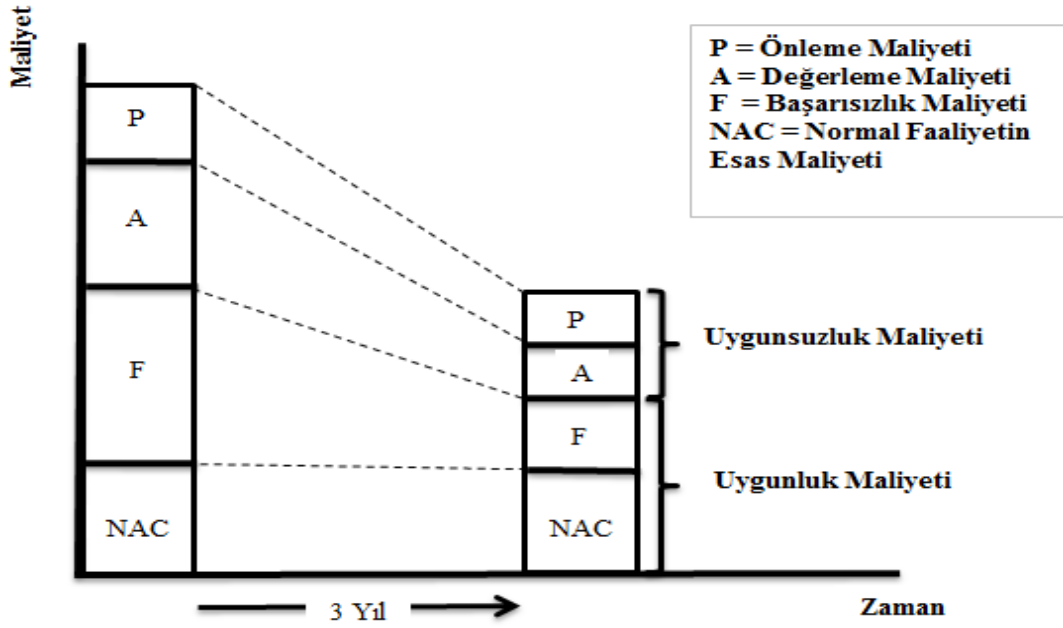 Maliyet
P = Önleme Maliyeti
A = Değerleme Maliyeti
F = Başarısızlık Maliyeti
NAC = Normal Faaliyetin
Esas Maliyeti
P
A
F
NAC
P
A
F
NAC
Uygunsuzluk Maliyeti
Uygunluk Maliyeti
3 Yıl
Zaman